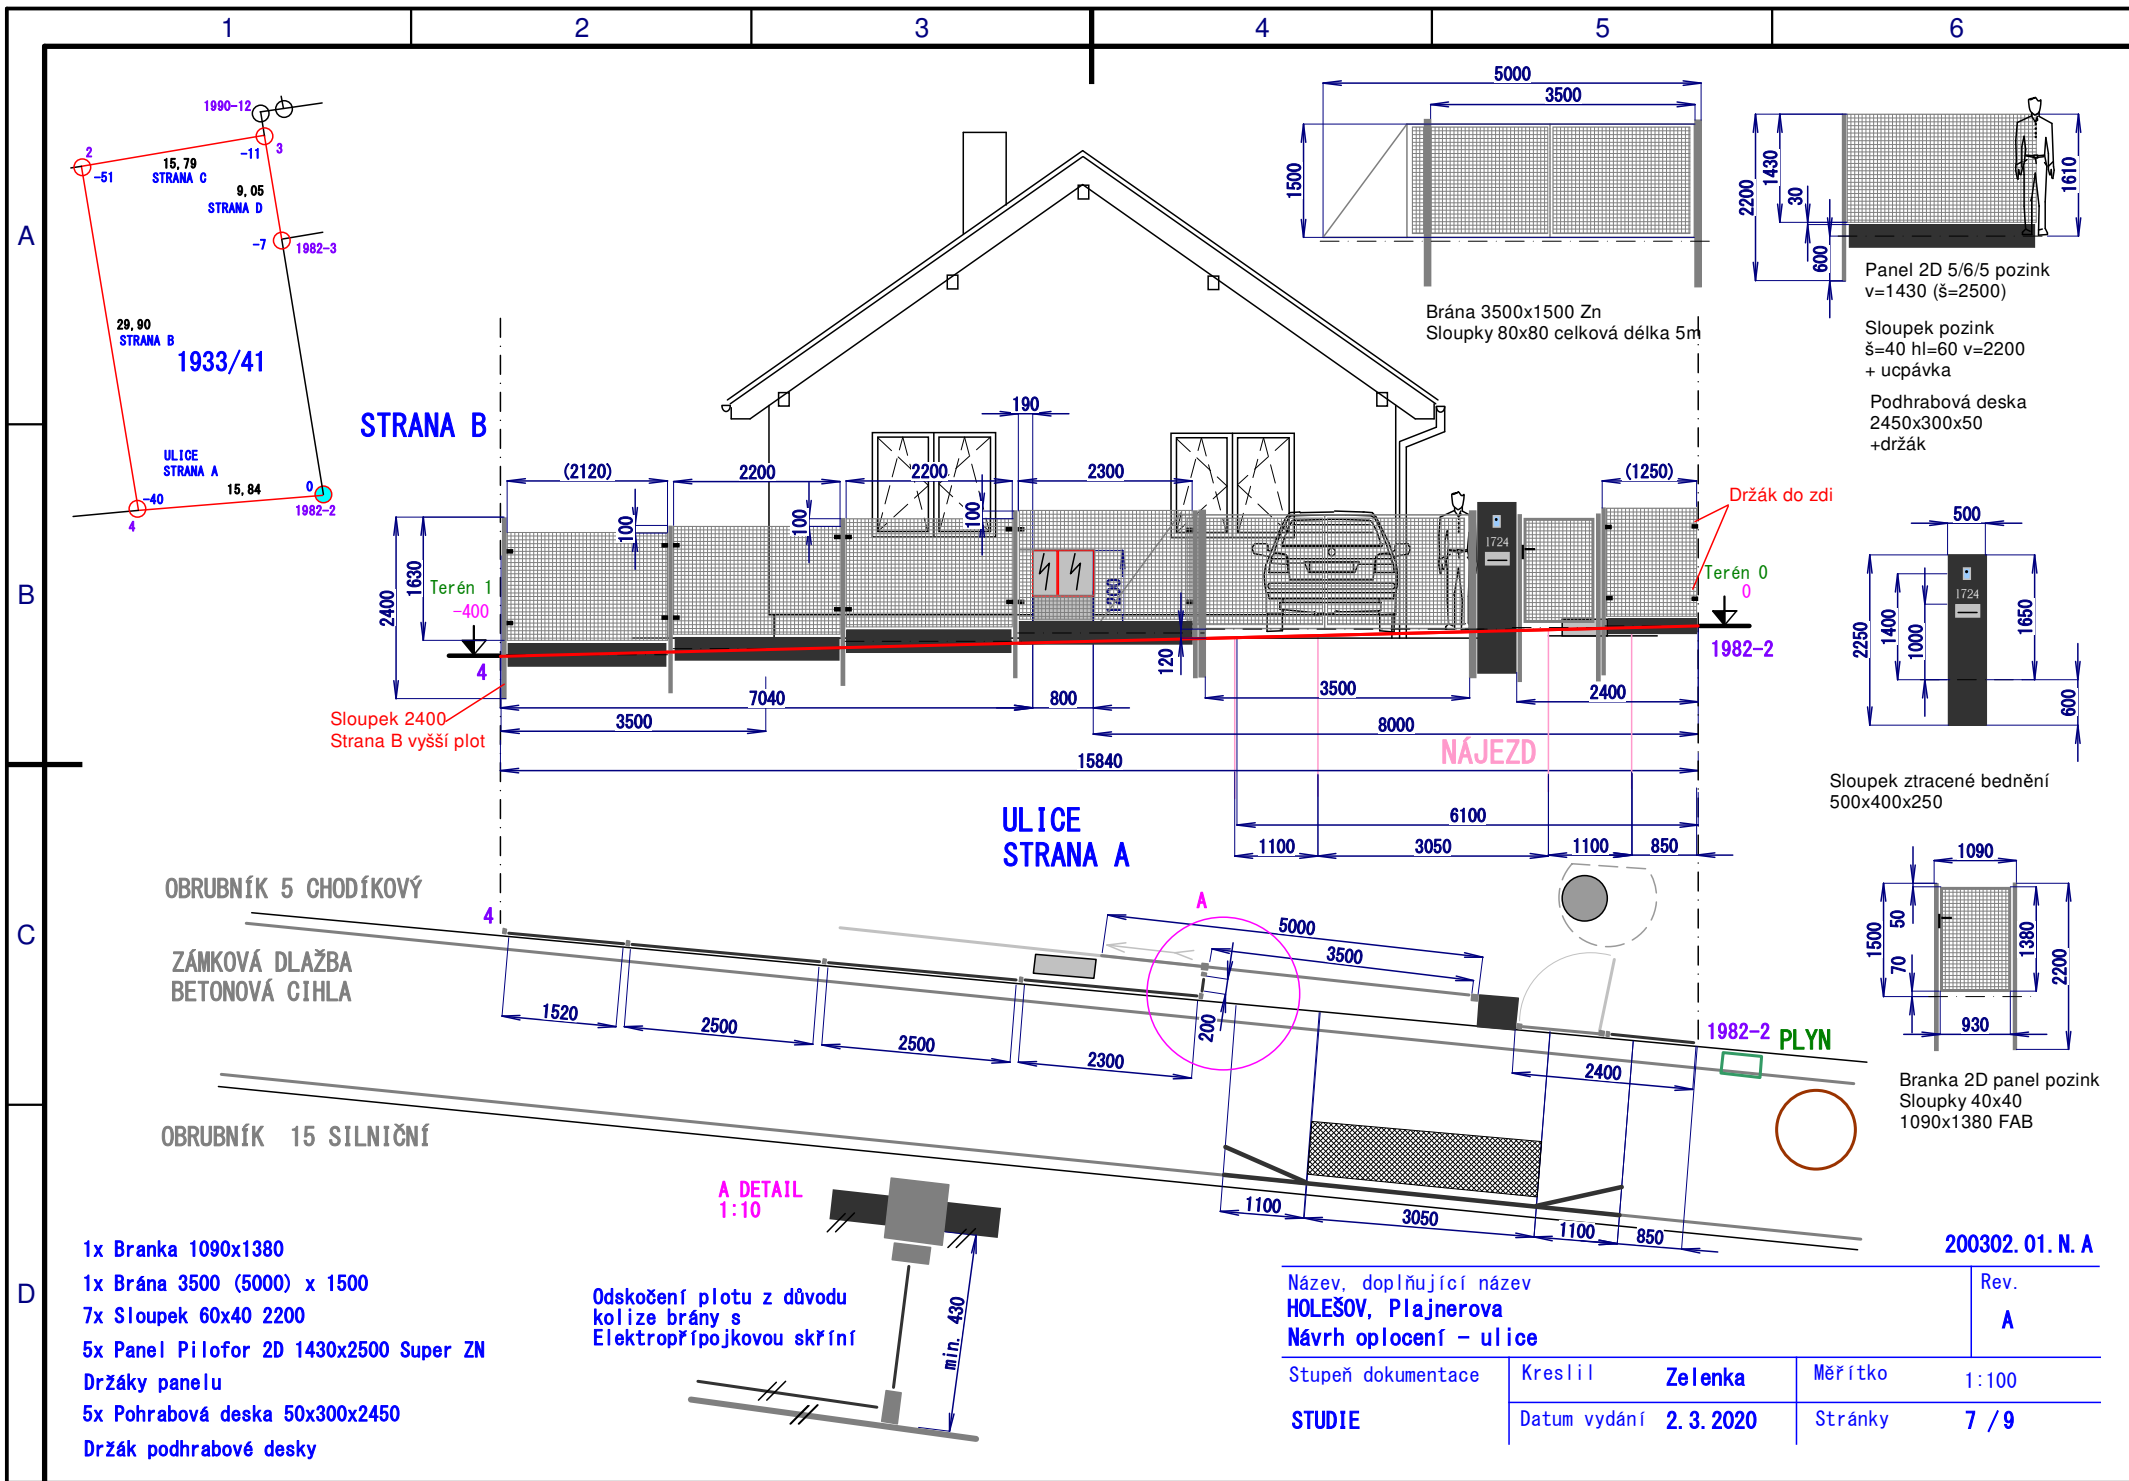 1
2
3
4
5
6
A
B
C
D
1990-12
2
-51
-11
3
15,79
STRANA C
9,05
STRANA D
-7
1982-3
29,90
STRANA B
1933/41
ULICE
STRANA A
15,84
0
-40
4
1982-2
5000
3500
1500
Brána 3500x1500 Zn
Sloupky 80x80 celková délka 5m
2200
1430
30
600
1610
Panel 2D 5/6/5 pozink
v=1430 (š=2500)
Sloupek pozink
š=40 hl=60 v=2200
+ ucpávka
Podhrabová deska
2450x300x50
+držák
STRANA B
190
(2120)
2200
2200
2300
(1250)
100
100
100
Držák do zdi
2400
1630
Terén 1
-400
4
1200
120
1724
Terén 0
0
1982-2
Sloupek 2400
Strana B vyšší plot
7040
800
3500
3500
2400
8000
NÁJEZD
15840
6100
1100
3050
1100
850
500
1724
2250
1400
1000
1650
600
Sloupek ztracené bednění
500x400x250
ULICE
STRANA A
OBRUBNÍK 5 CHODÍKOVÝ
ZÁMKOVÁ DLAŽBA
BETONOVÁ CIHLA
OBRUBNÍK 15 SILNIČNÍ
4
A
5000
3500
200
1520
2500
2500
2300
2400
1982-2
PLYN
1100
3050
1100
850
1090
1500
50
70
1380
2200
930
Branka 2D panel pozink
Sloupky 40x40
1090x1380 FAB
A DETAIL
1:10
min. 430
Odskočení plotu z důvodu
kolize brány s
Elektropřípojkovou skříní
1x Branka 1090x1380
1x Brána 3500 (5000) x 1500
7x Sloupek 60x40 2200
5x Panel Pilofor 2D 1430x2500 Super ZN
Držáky panelu
5x Pohrabová deska 50x300x2450
Držák podhrabové desky
200302.01.N.A
Název, doplňující název
HOLEŠOV, Plajnerova
Návrh oplocení – ulice
Rev.
A
Stupeň dokumentace
STUDIE
Kreslil Zelenka
Měřítko 1:100
Datum vydání 2.3.2020
Stránky 7 / 9